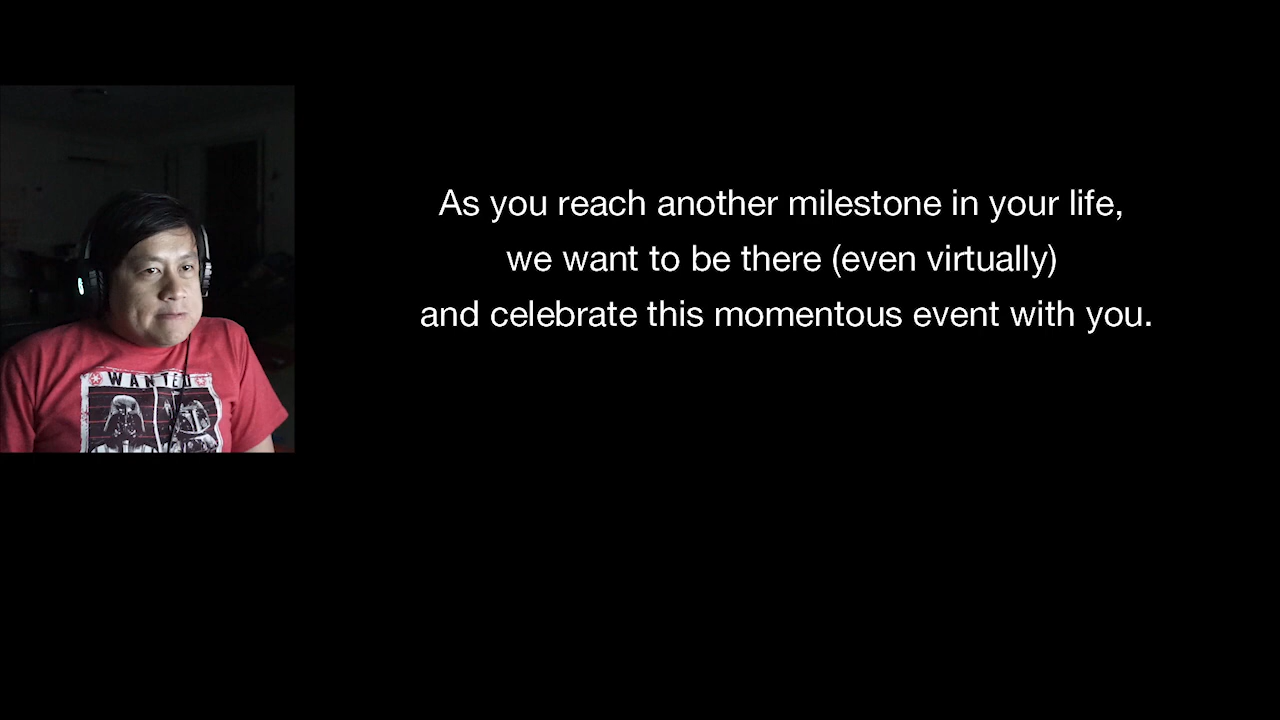 WANTED
As you reach another milestone in your life,
we want to be there (even virtually)
and celebrate this momentous event with you.